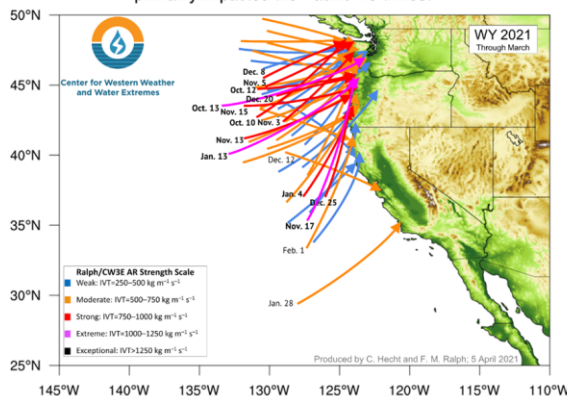 WY 2021
Through March
Center for Western Weather
and Water Extremes
50°N
45°N
40°N
35°N
30°N
25°N
Dec. 8
Nov. 5
Oct. 12
Dec. 20
Oct. 13
Nov. 15
Oct. 10
Nov. 3
Nov. 13
Jan. 13
Dec. 12
Jan. 4
Dec. 25
Nov. 17
Feb. 1
Jan. 28
Ralph/CW3E AR Strength Scale
Weak: IVT=250–500 kg m⁻¹ s⁻¹
Moderate: IVT=500–750 kg m⁻¹ s⁻¹
Strong: IVT=750–1000 kg m⁻¹ s⁻¹
Extreme: IVT=1000–1250 kg m⁻¹ s⁻¹
Exceptional: IVT>1250 kg m⁻¹ s⁻¹
Produced by C. Hecht and F. M. Ralph; 5 April 2021
145°W 140°W 135°W 130°W 125°W 120°W 115°W 110°W